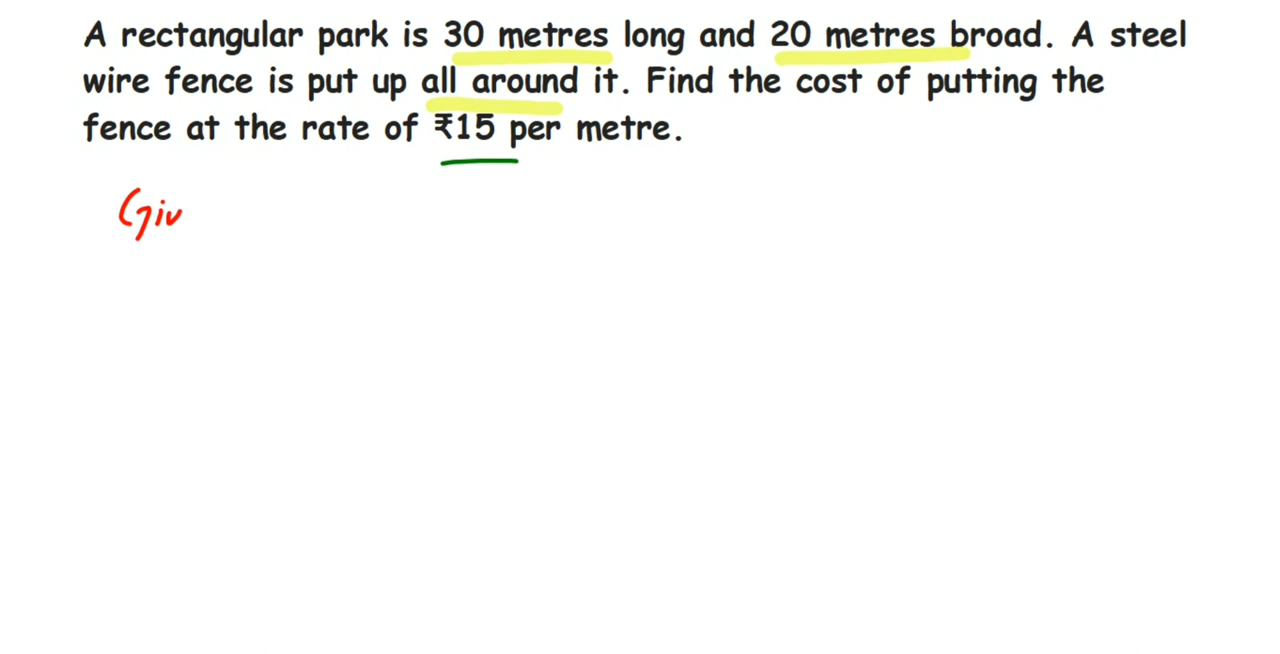 A rectangular park is 30 metres long and 20 metres broad. A steel
wire fence is put up all around it. Find the cost of putting the
fence at the rate of ₹15 per metre.
Giv